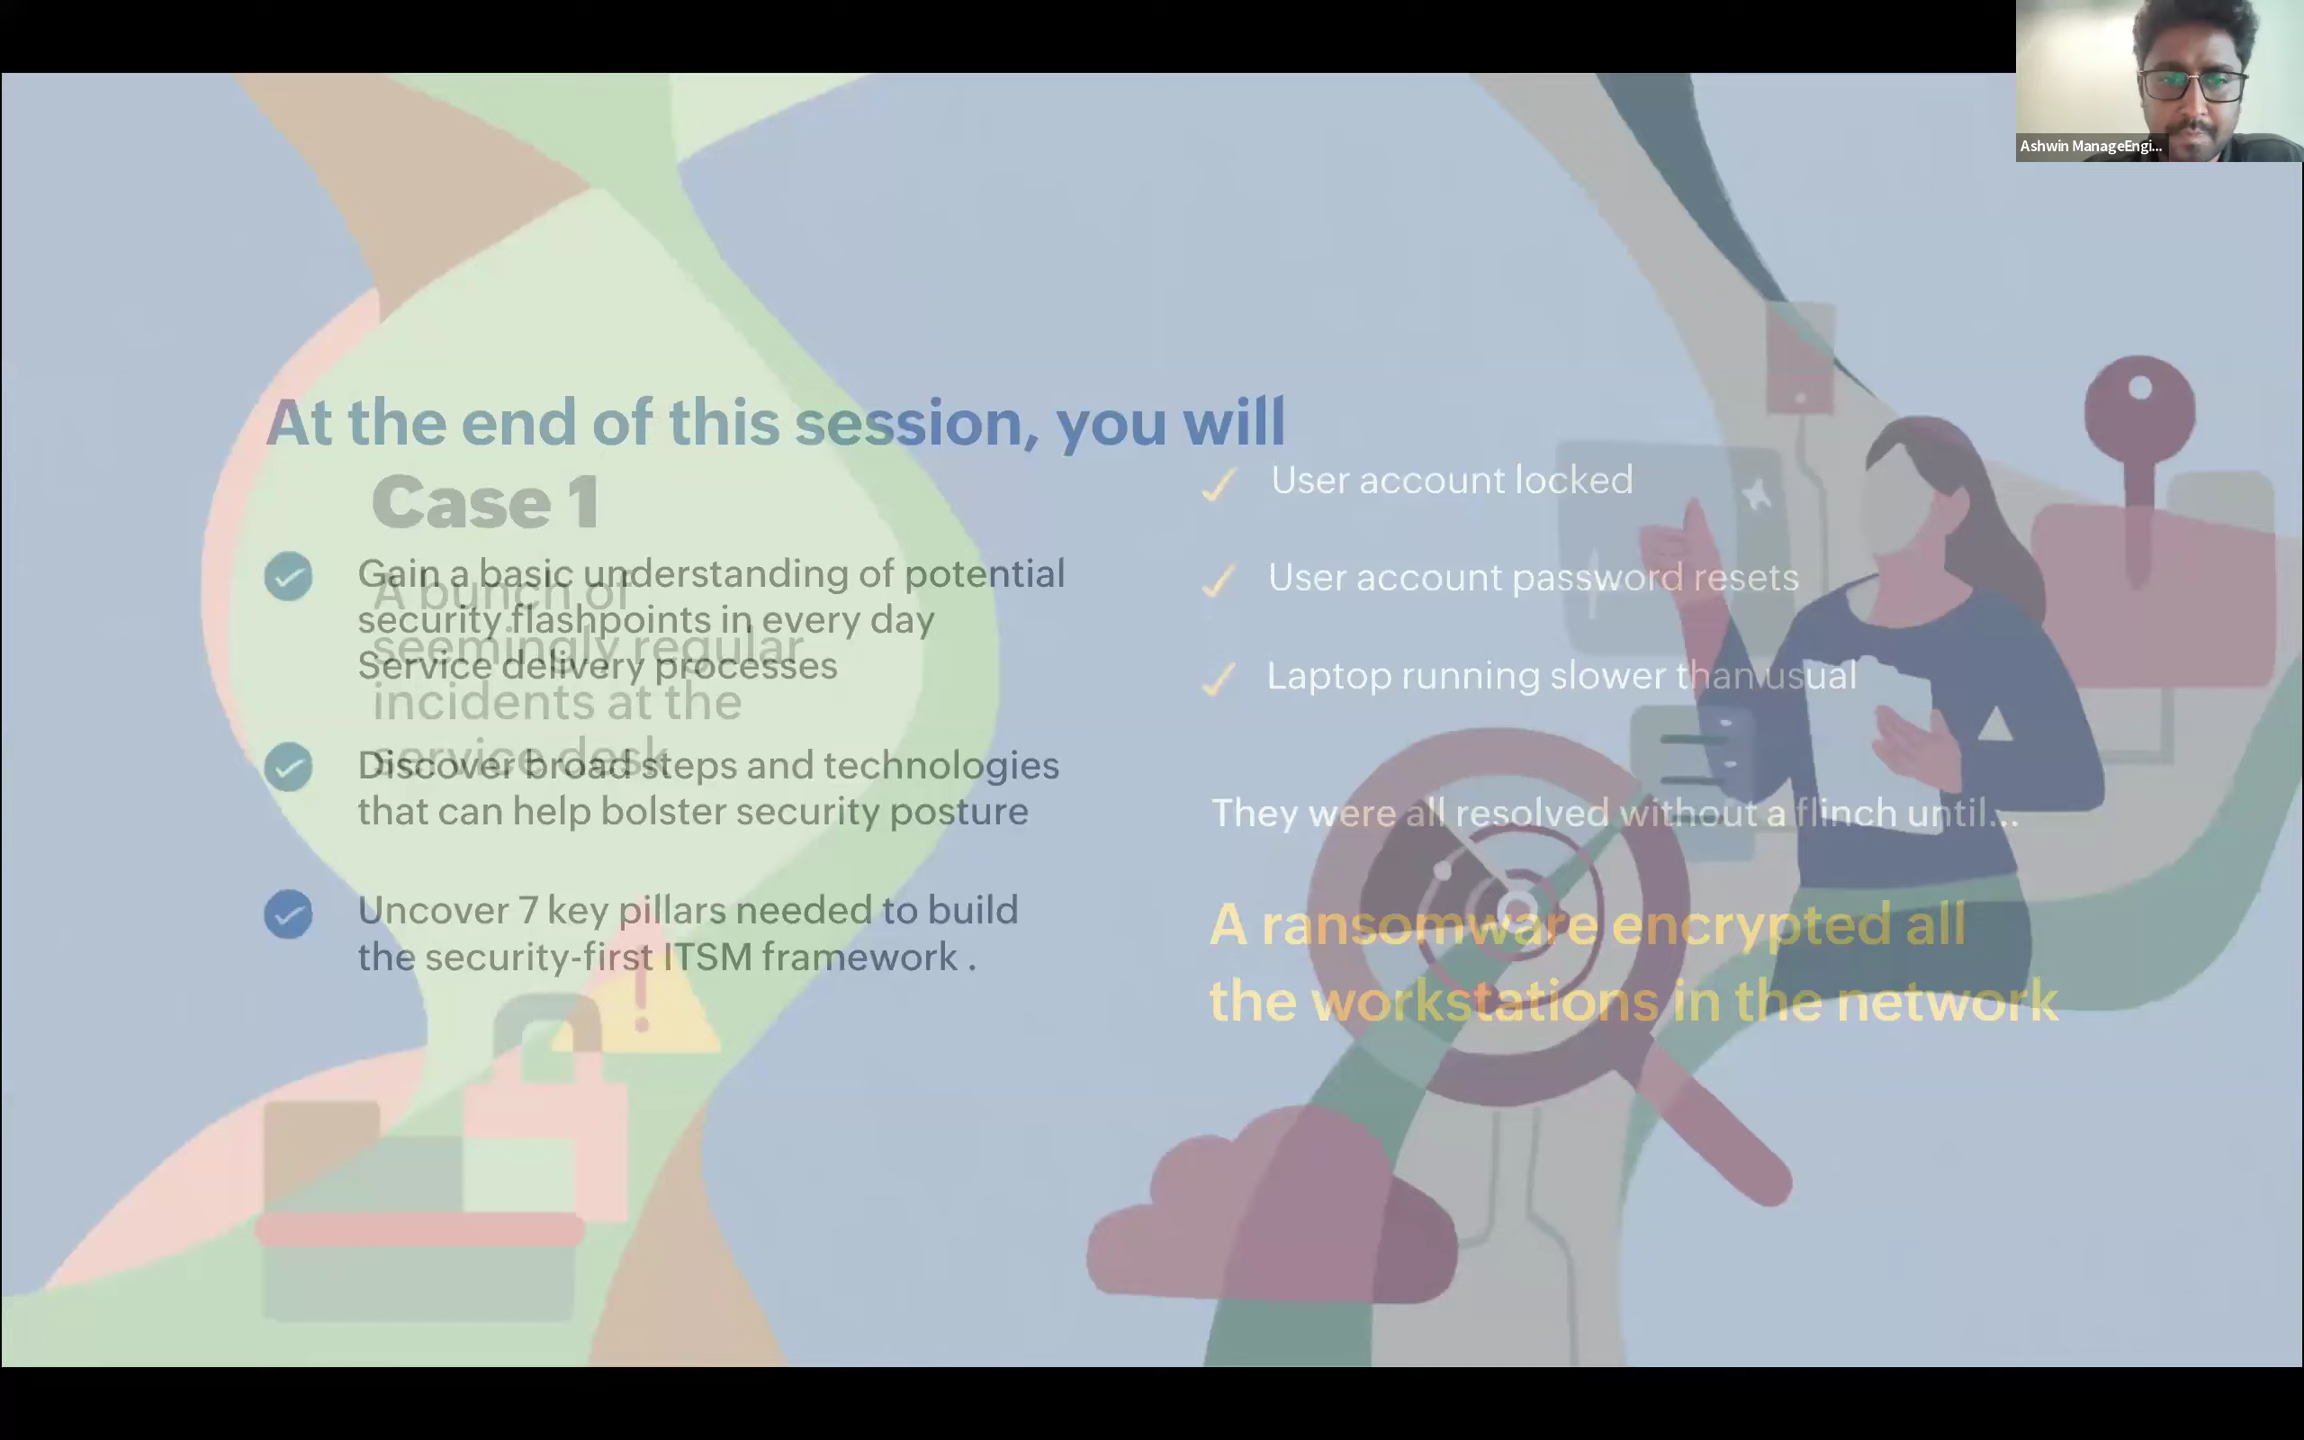 Ashwin ManageEngi...
At the end of this session, you will
Gain a basic understanding of potential
security flashpoints in every day
Service delivery processes
Discover broad steps and technologies
that can help bolster security posture
Uncover 7 key pillars needed to build
the security-first ITSM framework .
Case 1
A bunch of
seemingly regular
incidents at the
service desk
User account locked
User account password resets
Laptop running slower than usual
They were all resolved without a flinch until...
A ransomware encrypted all
the workstations in the network